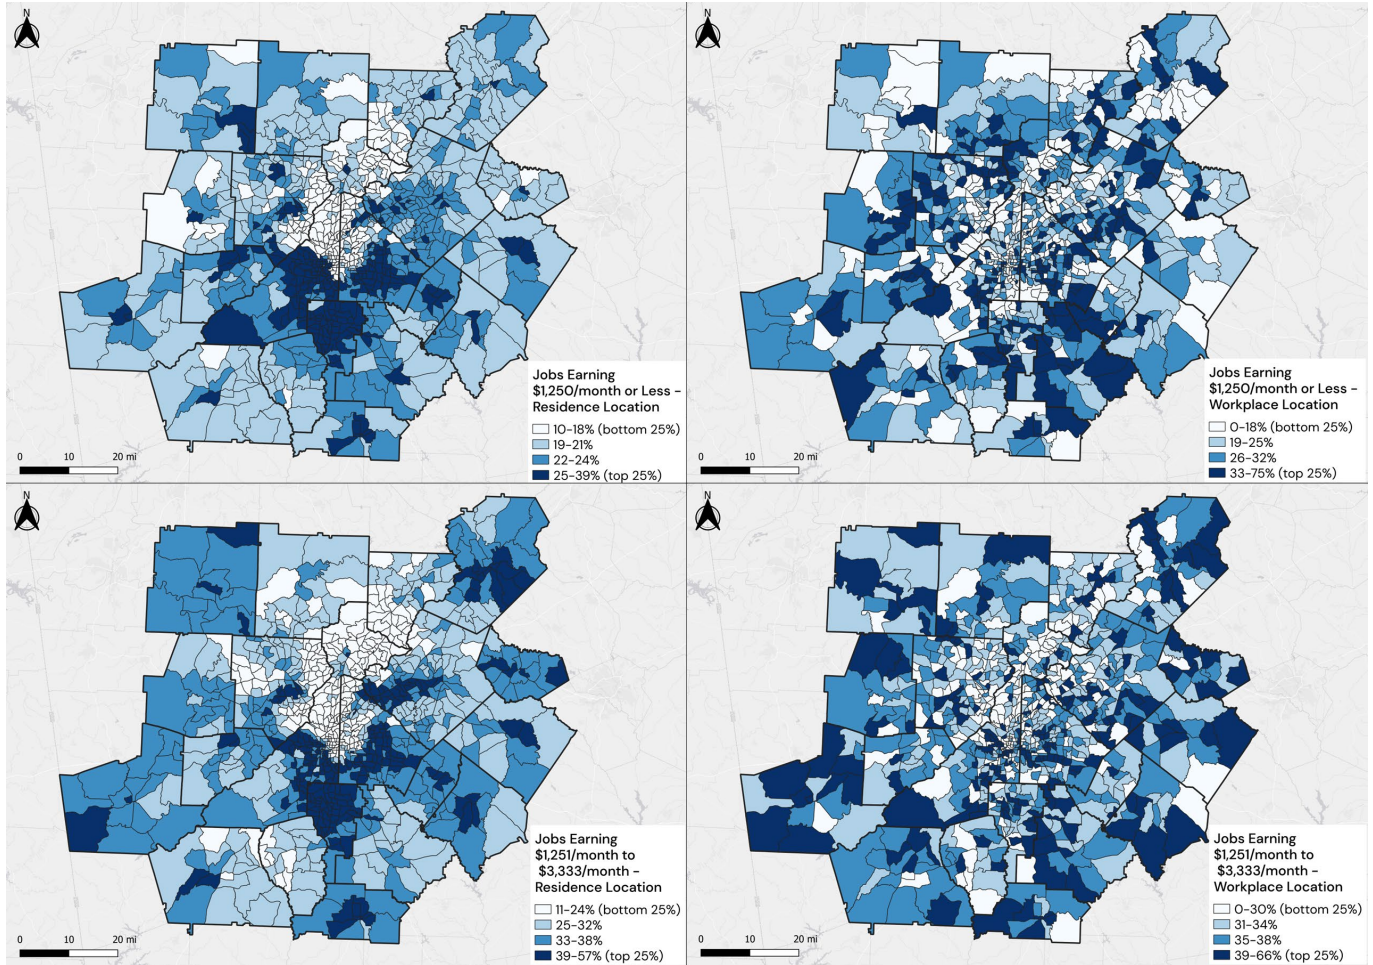 N
Jobs Earning
$1,250/month or Less –
Residence Location
10–18% (bottom 25%)
19–21%
22–24%
25–39% (top 25%)
0 10 20 mi
N
Jobs Earning
$1,250/month or Less –
Workplace Location
0–18% (bottom 25%)
19–25%
26–32%
33–75% (top 25%)
0 10 20 mi
N
Jobs Earning
$1,251/month to
$3,333/month –
Residence Location
11–24% (bottom 25%)
25–32%
33–38%
39–57% (top 25%)
0 10 20 mi
N
Jobs Earning
$1,251/month to
$3,333/month –
Workplace Location
0–30% (bottom 25%)
31–34%
35–38%
39–66% (top 25%)
0 10 20 mi